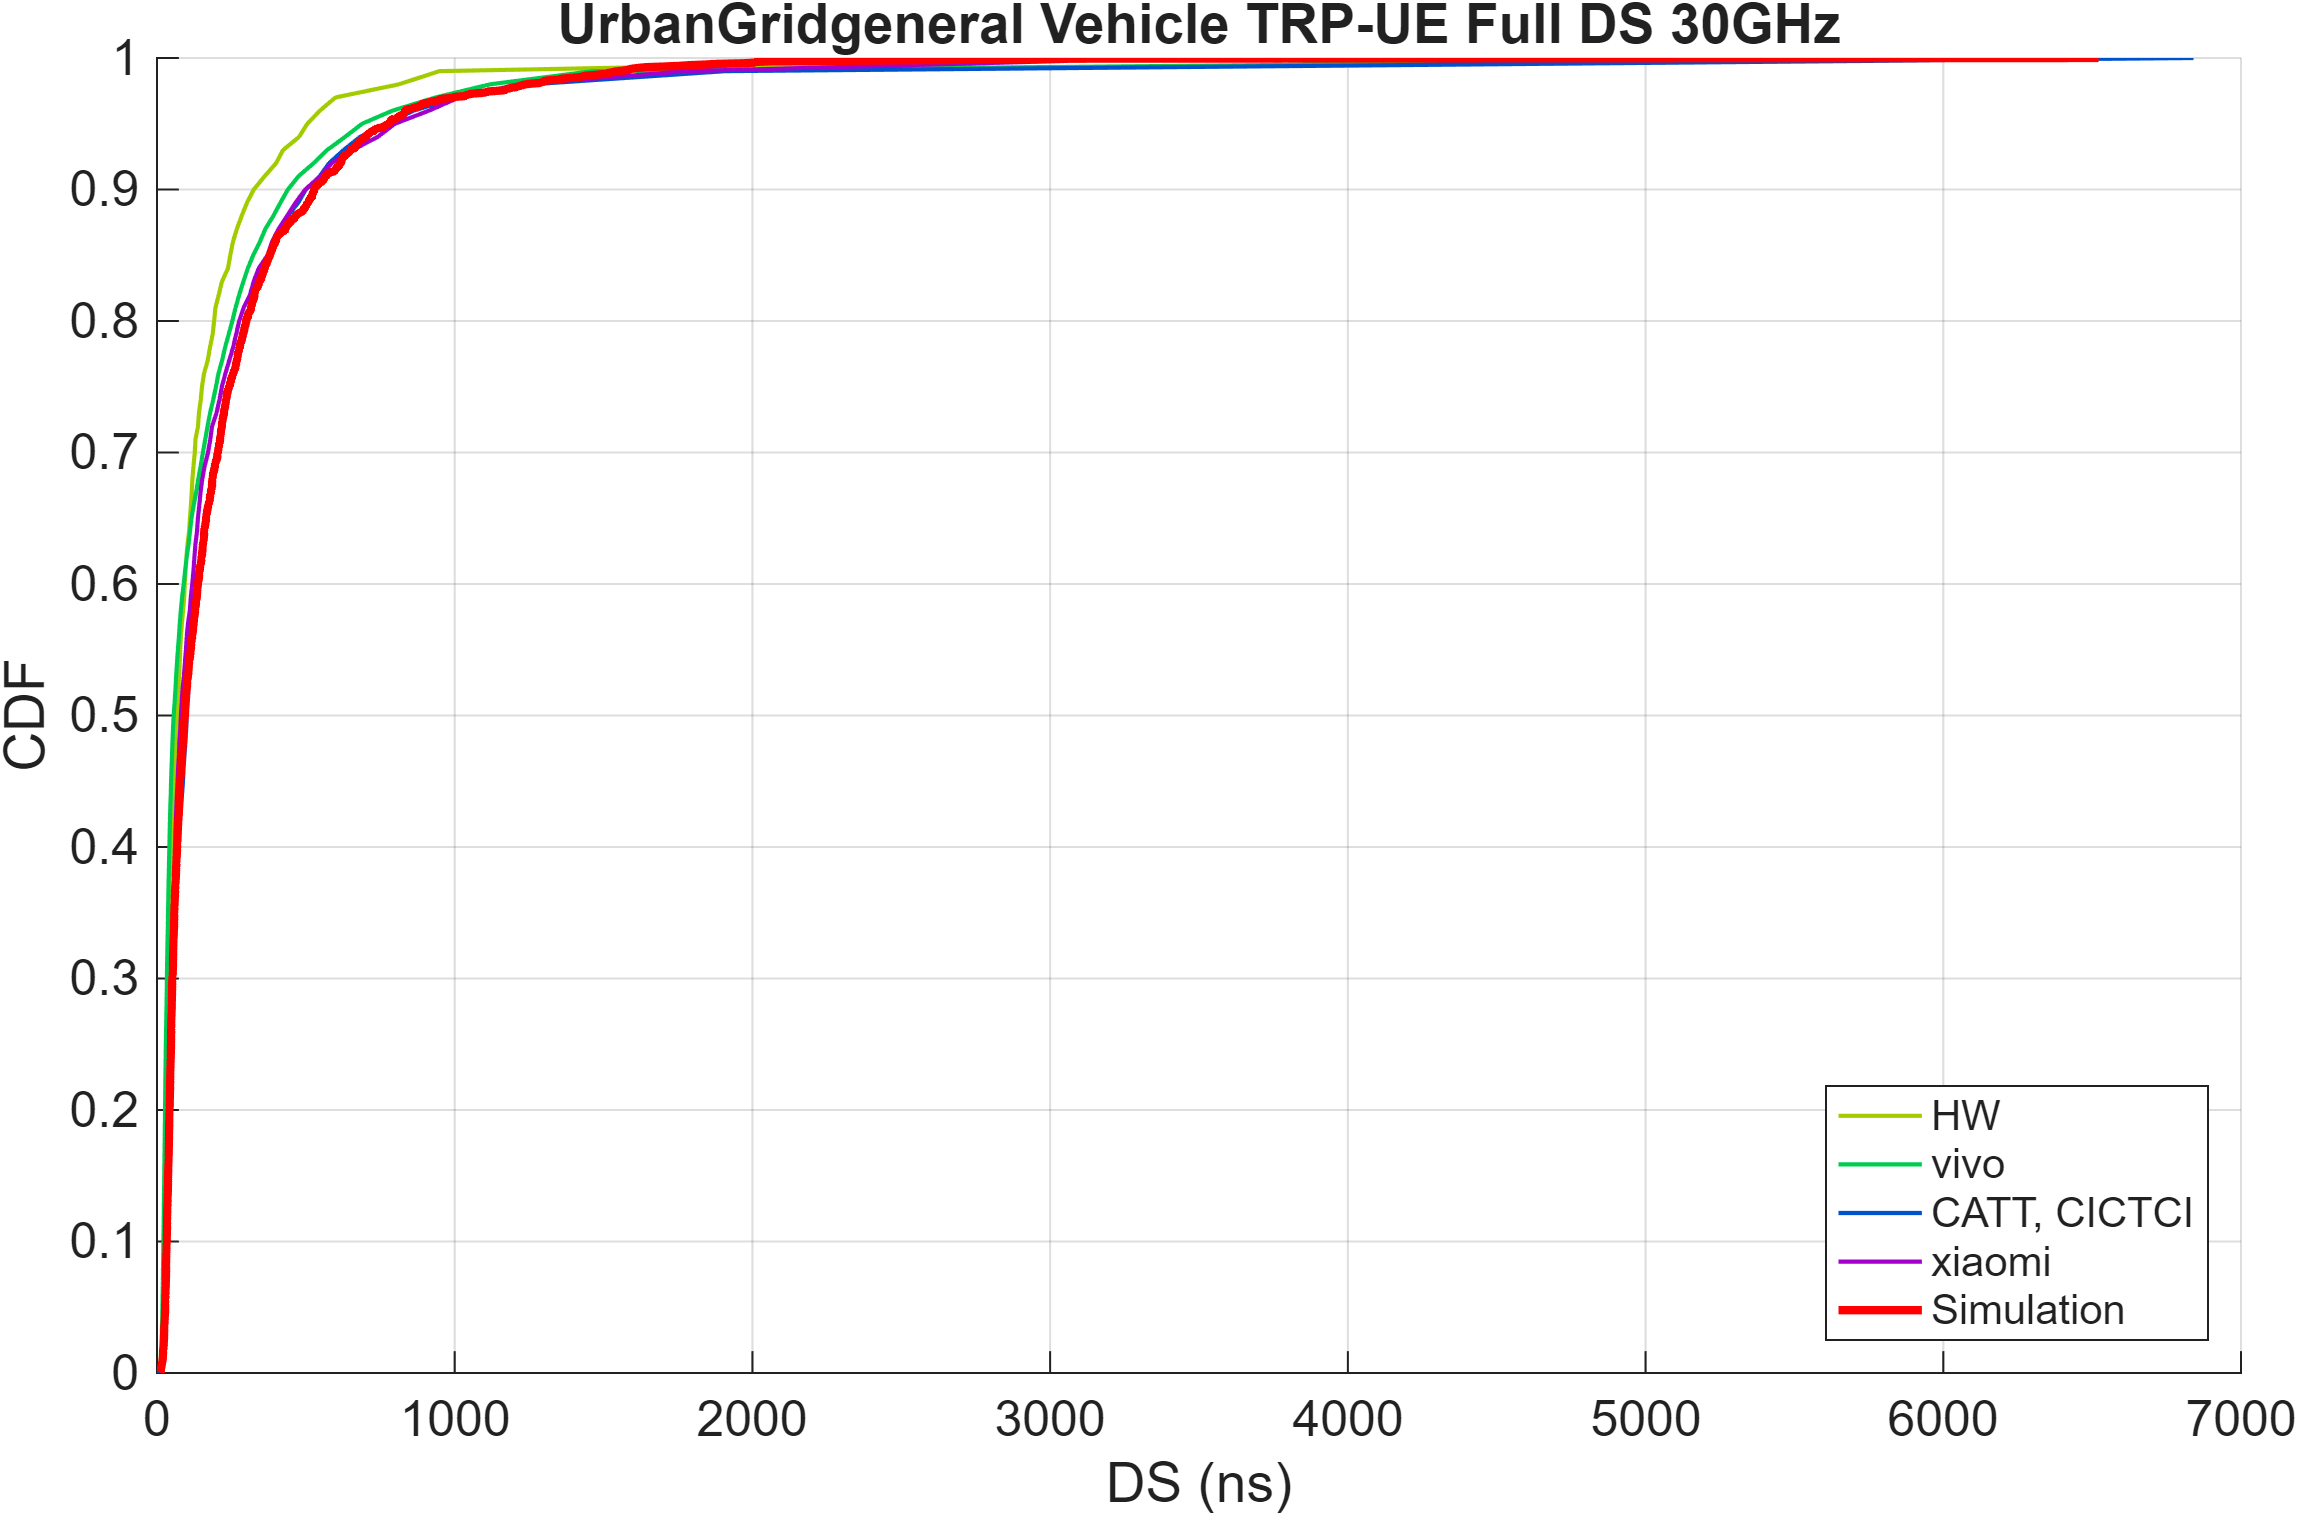 UrbanGridgeneral Vehicle TRP-UE Full DS 30GHz
1
0.9
0.8
0.7
0.6
0.5
0.4
0.3
0.2
0.1
0
CDF
0 1000 2000 3000 4000 5000 6000 7000
DS (ns)
HW
vivo
CATT, CICTCI
xiaomi
Simulation